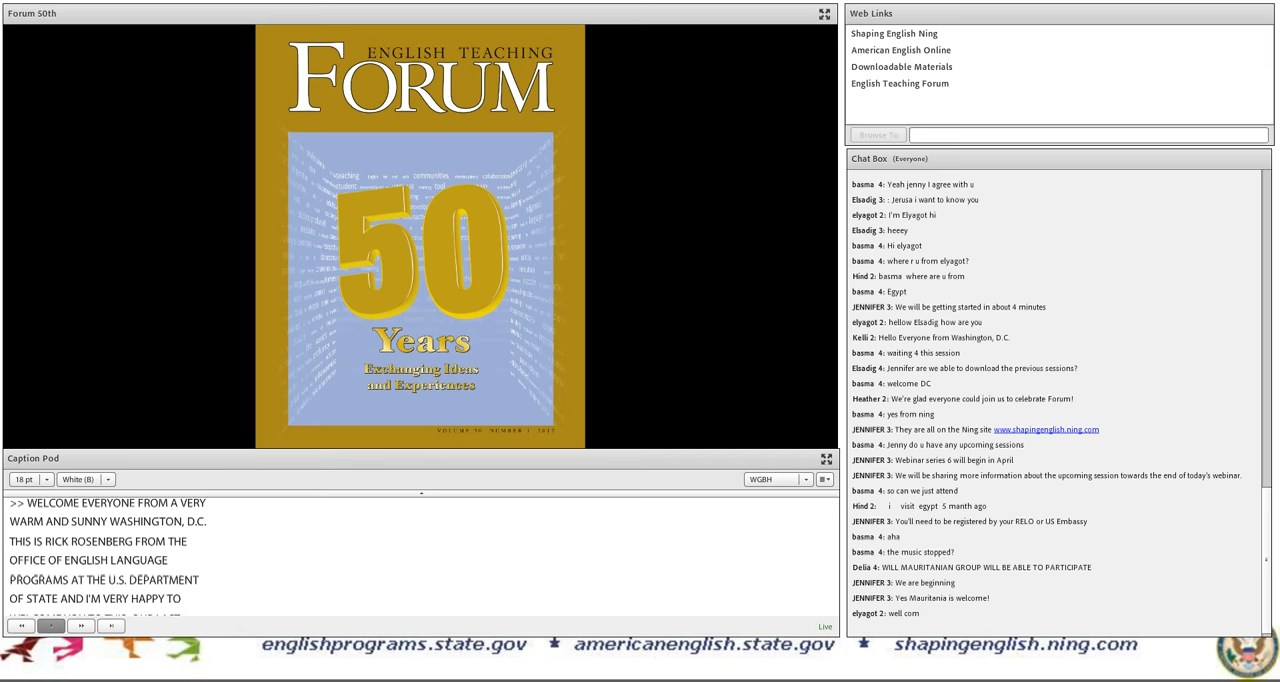 Forum 50th
ENGLISH TEACHING
FORUM
50
Years
Exchanging Ideas
and Experiences
VOLUME 50 NUMBER 1 2012
Caption Pod
18 pt
White (B)
WGBH
>> WELCOME EVERYONE FROM A VERY
WARM AND SUNNY WASHINGTON, D.C.
THIS IS RICK ROSENBERG FROM THE
OFFICE OF ENGLISH LANGUAGE
PROGRAMS AT THE U.S. DEPARTMENT
OF STATE AND I'M VERY HAPPY TO
Live
Web Links
Shaping English Ning
American English Online
Downloadable Materials
English Teaching Forum
Browse To
Chat Box (Everyone)
basma 4: Yeah jenny I agree with u
Elsadig 3: : Jerusa i want to know you
elyagot 2: I'm Elyagot hi
Elsadig 3: heeey
basma 4: Hi elyagot
basma 4: where r u from elyagot?
Hind 2: basma where are u from
basma 4: Egypt
JENNIFER 3: We will be getting started in about 4 minutes
elyagot 2: hellow Elsadig how are you
Kelli 2: Hello Everyone from Washington, D.C.
basma 4: waiting 4 this session
Elsadig 4: Jennifer are we able to download the previous sessions?
basma 4: welcome DC
Heather 2: We're glad everyone could join us to celebrate Forum!
basma 4: yes from ning
JENNIFER 3: They are all on the Ning site www.shapingenglish.ning.com
basma 4: Jenny do u have any upcoming sessions
JENNIFER 3: Webinar series 6 will begin in April
JENNIFER 3: We will be sharing more information about the upcoming session towards the end of today's webinar.
basma 4: so can we just attend
Hind 2: i visit egypt 5 manth ago
JENNIFER 3: You'll need to be registered by your RELO or US Embassy
basma 4: aha
basma 4: the music stopped?
Delia 4: WILL MAURITANIAN GROUP WILL BE ABLE TO PARTICIPATE
JENNIFER 3: We are beginning
JENNIFER 3: Yes Mauritania is welcome!
elyagot 2: well com
englishprograms.state.gov ★ americanenglish.state.gov ★ shapingenglish.ning.com